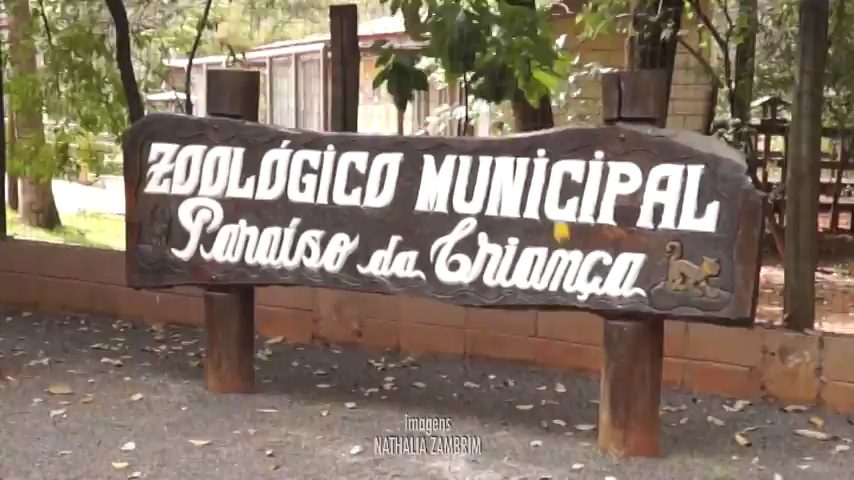 ZOOLÓGICO MUNICIPAL
Paraíso da Criança
imagens
NATHALIA ZAMBRIM